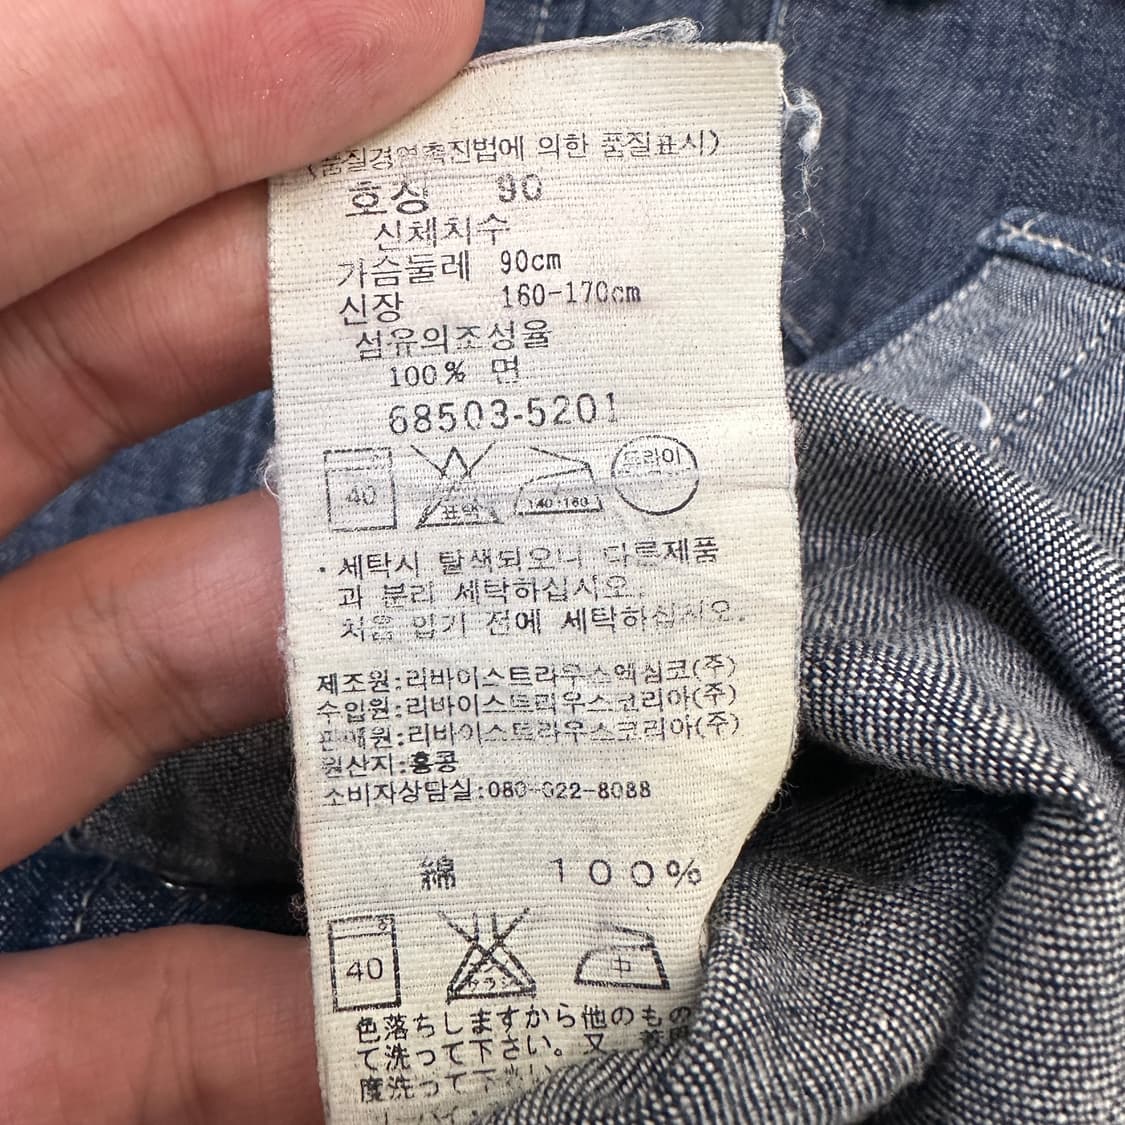 (품질경영촉진법에 의한 품질표시)
호칭 90
신체치수
가슴둘레 90cm
신장 160-170cm
섬유의조성율
100% 면
68503-5201
40 표백 140-160 드라이
·세탁시 탈색되오니 다른제품
과 분리 세탁하십시오.
처음 입기 전에 세탁하십시오.
제조원:리바이스트라우스엑심코(주)
수입원:리바이스트라우스코리아(주)
판매원:리바이스트라우스코리아(주)
원산지:홍콩
소비자상담실:080-022-8088
綿 100%
40 中
色落ちしますから他のもの
て洗って下さい。又
度洗って下さい